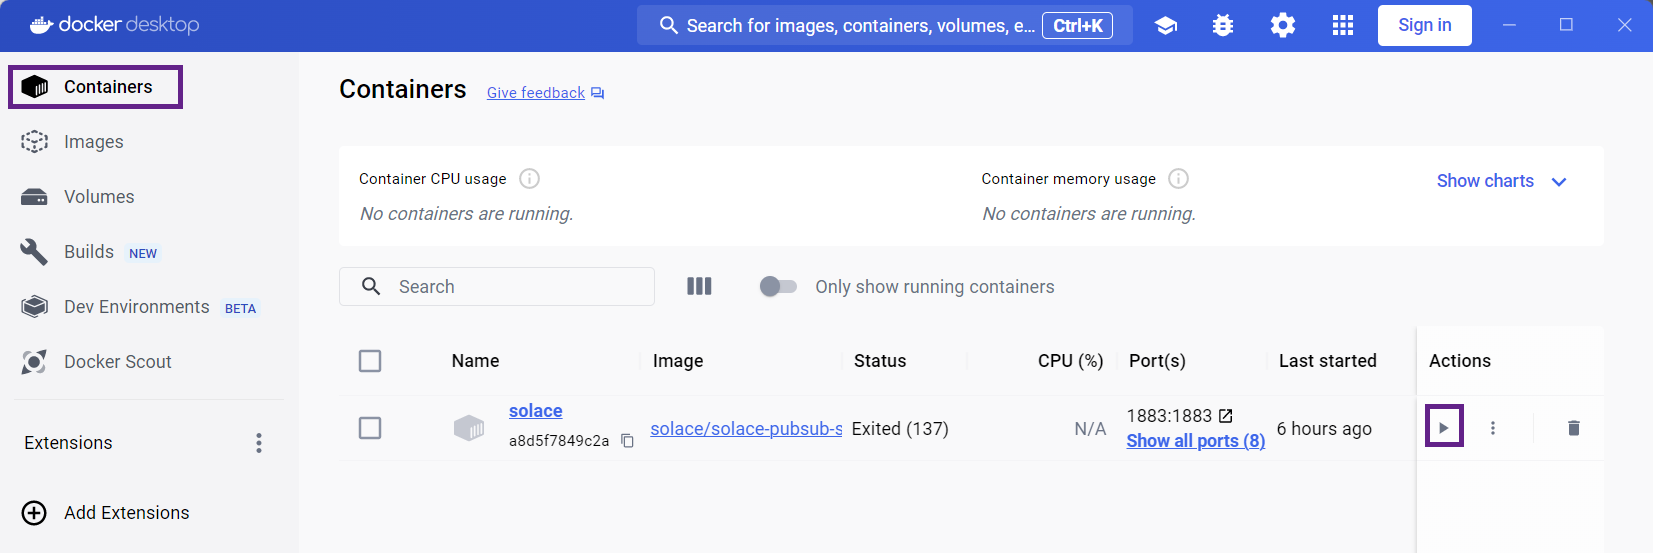 docker desktop
Search for images, containers, volumes, e... Ctrl+K
Sign in
Containers
Images
Volumes
Builds NEW
Dev Environments BETA
Docker Scout
Extensions
Add Extensions
Containers Give feedback
Container CPU usage
No containers are running.
Container memory usage
No containers are running.
Show charts
Search
Only show running containers
Name Image Status CPU (%) Port(s) Last started Actions
solace
a8d5f7849c2a
solace/solace-pubsub-s
Exited (137)
N/A
1883:1883
Show all ports (8)
6 hours ago